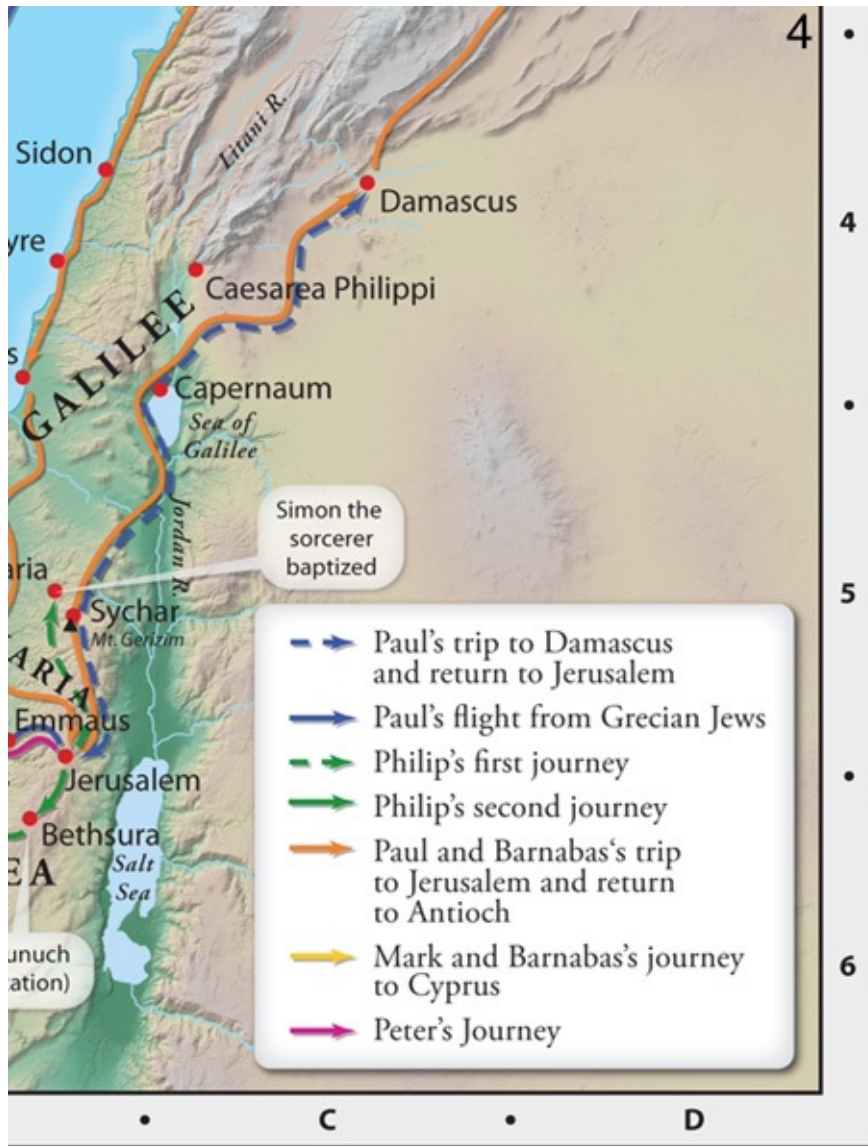 4
Litani R.
Sidon
Damascus
4
yre
Caesarea Philippi
GALILEE
s
Capernaum
Sea of
Galilee
Jordan R.
Simon the
sorcerer
baptized
aria
5
Sychar
Mt. Gerizim
ARIA
Emmaus
Jerusalem
Bethsura
EA
Salt
Sea
unuch
cation)
Paul's trip to Damascus
and return to Jerusalem
Paul's flight from Grecian Jews
Philip's first journey
Philip's second journey
Paul and Barnabas‘s trip
to Jerusalem and return
to Antioch
Mark and Barnabas's journey
to Cyprus
Peter's Journey
6
C
D